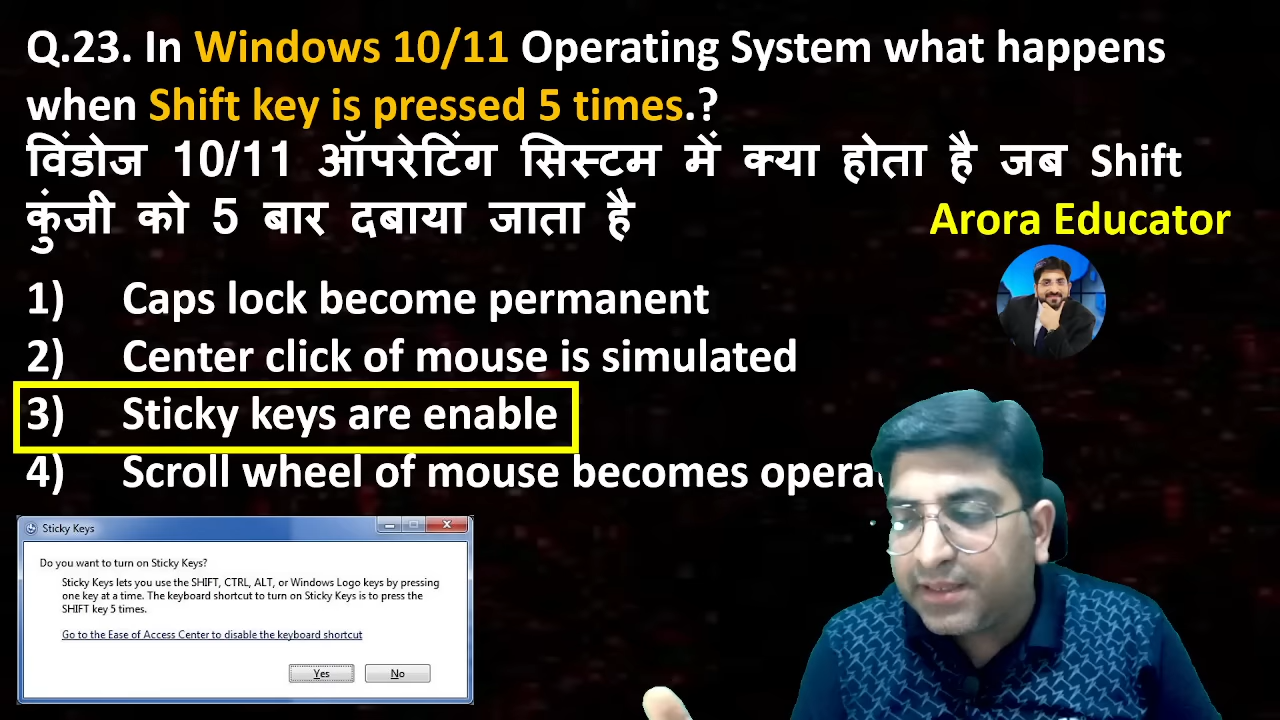 Q.23. In Windows 10/11 Operating System what happens
when Shift key is pressed 5 times.?
विंडोज 10/11 ऑपरेटिंग सिस्टम में क्या होता है जब Shift
कुंजी को 5 बार दबाया जाता है
Arora Educator
1) Caps lock become permanent
2) Center click of mouse is simulated
3) Sticky keys are enable
4) Scroll wheel of mouse becomes
Sticky Keys
Do you want to turn on Sticky Keys?
Sticky Keys lets you use the SHIFT, CTRL, ALT, or Windows Logo keys by pressing
one key at a time. The keyboard shortcut to turn on Sticky Keys is to press the
SHIFT key 5 times.
Go to the Ease of Access Center to disable the keyboard shortcut
Yes
No